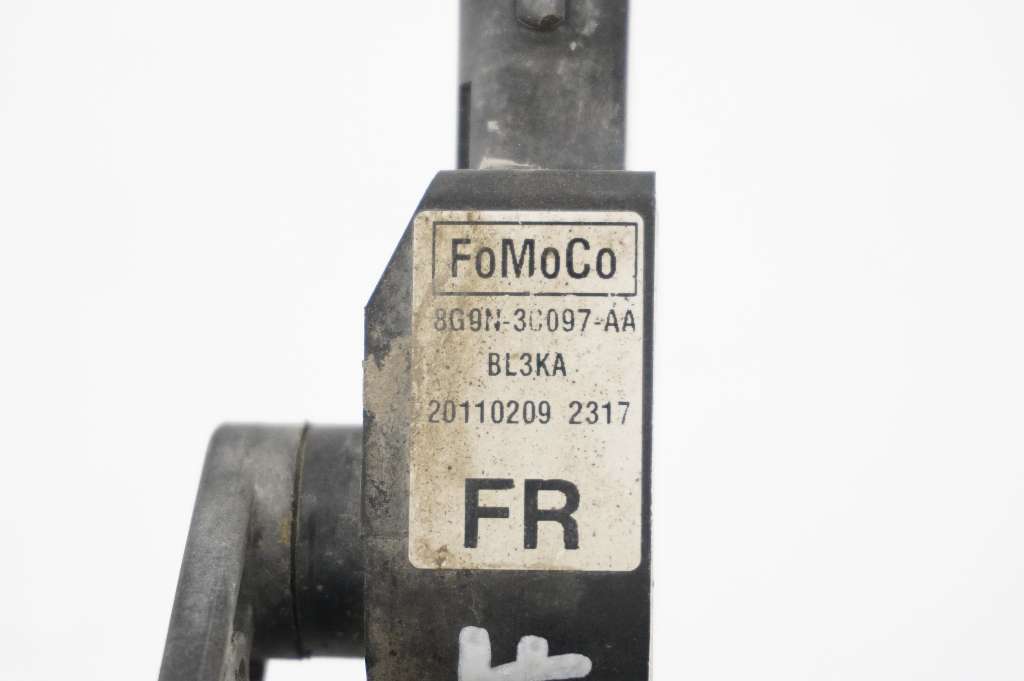 FoMoCo
8G9N-3C097-AA
BL3KA
20110209 2317
FR